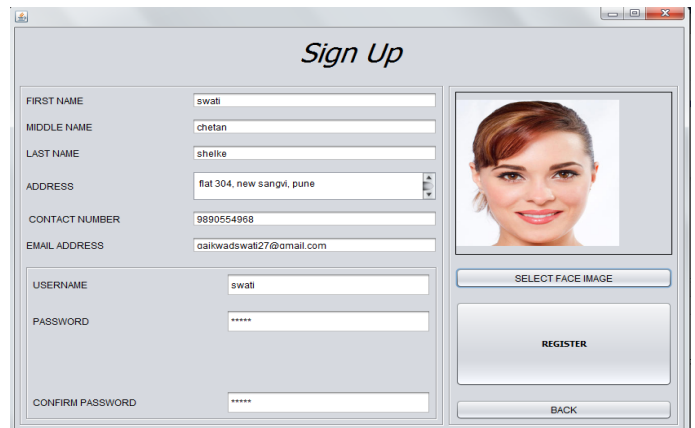 Sign Up
FIRST NAME swati
MIDDLE NAME chetan
LAST NAME shelke
ADDRESS flat 304, new sangvi, pune
CONTACT NUMBER 9890554968
EMAIL ADDRESS gaikwadswati27@gmail.com
USERNAME swati
PASSWORD *****
CONFIRM PASSWORD *****
SELECT FACE IMAGE
REGISTER
BACK